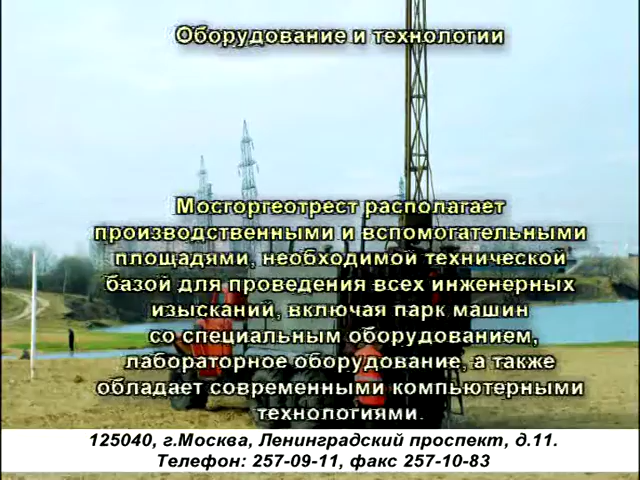 Оборудование и технологии
Мосгоргеотрест располагает
производственными и вспомогательными
площадями, необходимой технической
базой для проведения всех инженерных
изысканий, включая парк машин
со специальным оборудованием,
лабораторное оборудование, а также
обладает современными компьютерными
технологиями.
125040, г.Москва, Ленинградский проспект, д.11.
Телефон: 257-09-11, факс 257-10-83